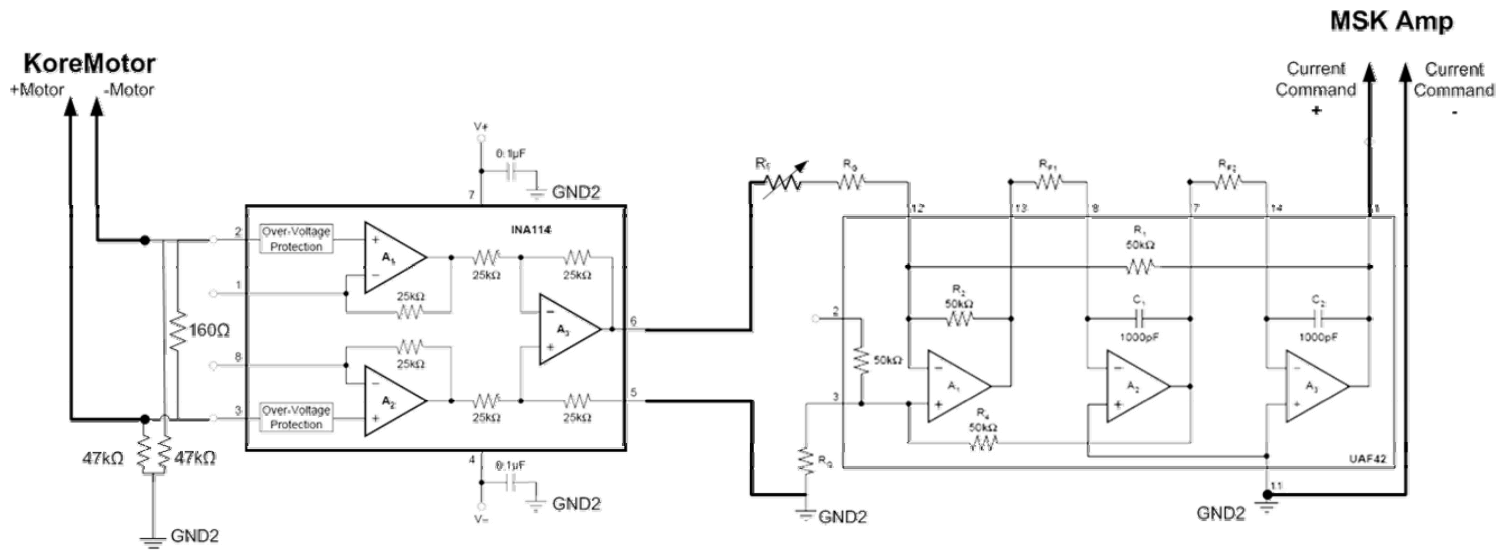 MSK Amp
KoreMotor
+Motor
-Motor
Current
Command
+
Current
Command
-
V+
0.1µF
GND2
7
INA114
2
Over-Voltage
Protection
+
A1
-
25kΩ
25kΩ
1
25kΩ
160Ω
-
A3
+
6
8
25kΩ
-
A2
+
25kΩ
25kΩ
5
3
Over-Voltage
Protection
47kΩ
47kΩ
GND2
4
0.1µF
GND2
V-
RG
RF1
RF2
12
13
8
7
14
1
R1
50kΩ
R2
50kΩ
C1
1000pF
C2
1000pF
2
50kΩ
-
A1
+
-
A2
+
-
A3
+
3
R4
50kΩ
RQ
GND2
UAF42
11
GND2